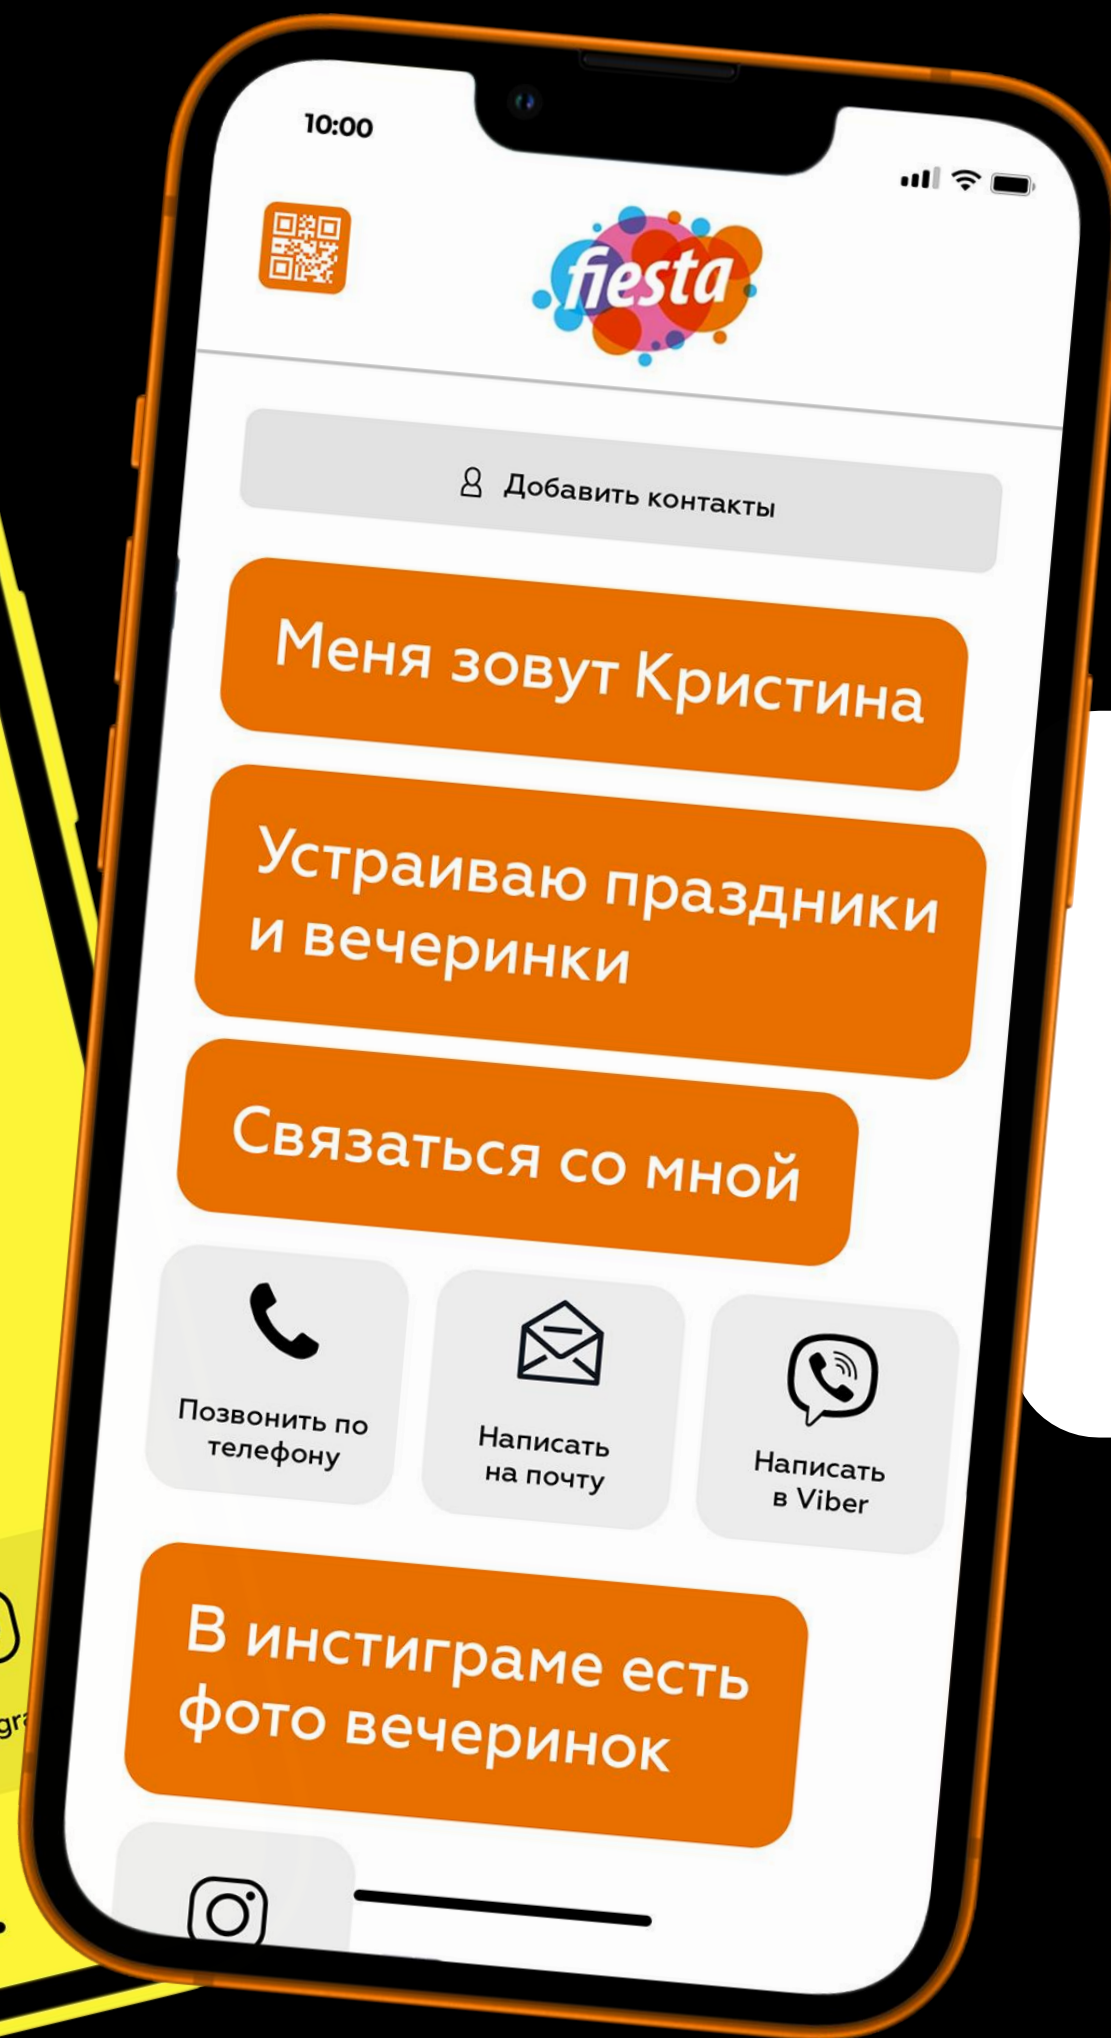 10:00
fiesta
Добавить контакты
Меня зовут Кристина
Устраиваю праздники
и вечеринки
Связаться со мной
Позвонить по
телефону
Написать
на почту
Написать
в Viber
В инстиграме есть
фото вечеринок